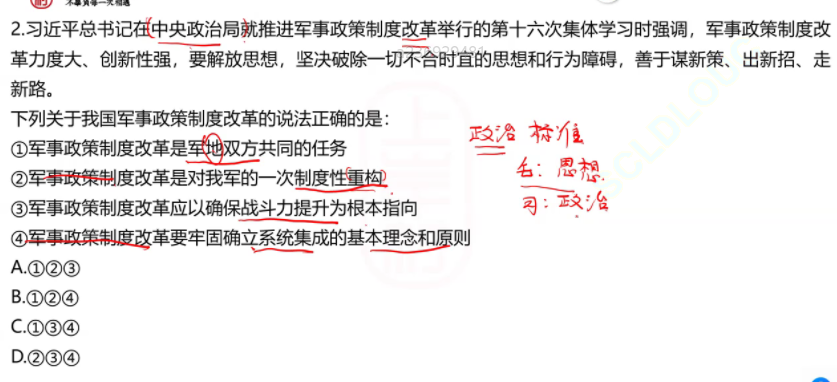 2.习近平总书记在中央政治局就推进军事政策制度改革举行的第十六次集体学习时强调，军事政策制度改
革力度大、创新性强，要解放思想，坚决破除一切不合时宜的思想和行为障碍，善于谋新策、出新招、走
新路。
下列关于我国军事政策制度改革的说法正确的是：
①军事政策制度改革是军地双方共同的任务
②军事政策制度改革是对我军的一次制度性重构
③军事政策制度改革应以确保战斗力提升为根本指向
④军事政策制度改革要牢固确立系统集成的基本理念和原则
A.①②③
B.①②④
C.①③④
D.②③④
政治 标准
思想
政治